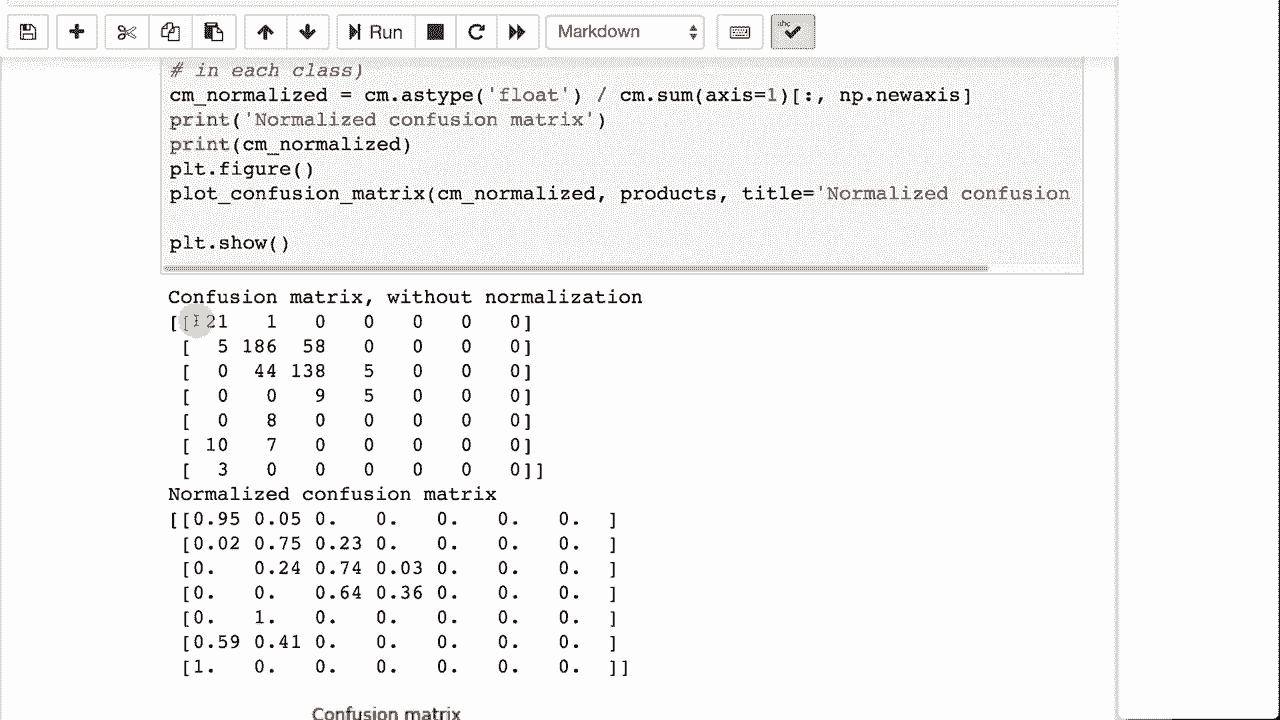 Run Markdown abc
# in each class)
cm_normalized = cm.astype('float') / cm.sum(axis=1)[:, np.newaxis]
print('Normalized confusion matrix')
print(cm_normalized)
plt.figure()
plot_confusion_matrix(cm_normalized, products, title='Normalized confusion
plt.show()
Confusion matrix, without normalization
[[ 21 1 0 0 0 0 0]
[ 5 186 58 0 0 0 0]
[ 0 44 138 5 0 0 0]
[ 0 0 9 5 0 0 0]
[ 0 8 0 0 0 0 0]
[ 10 7 0 0 0 0 0]
[ 3 0 0 0 0 0 0]]
Normalized confusion matrix
[[0.95 0.05 0. 0. 0. 0. 0. ]
[0.02 0.75 0.23 0. 0. 0. 0. ]
[0. 0.24 0.74 0.03 0. 0. 0. ]
[0. 0. 0.64 0.36 0. 0. 0. ]
[0. 1. 0. 0. 0. 0. 0. ]
[0.59 0.41 0. 0. 0. 0. 0. ]
[1. 0. 0. 0. 0. 0. 0. ]]
Confusion matrix